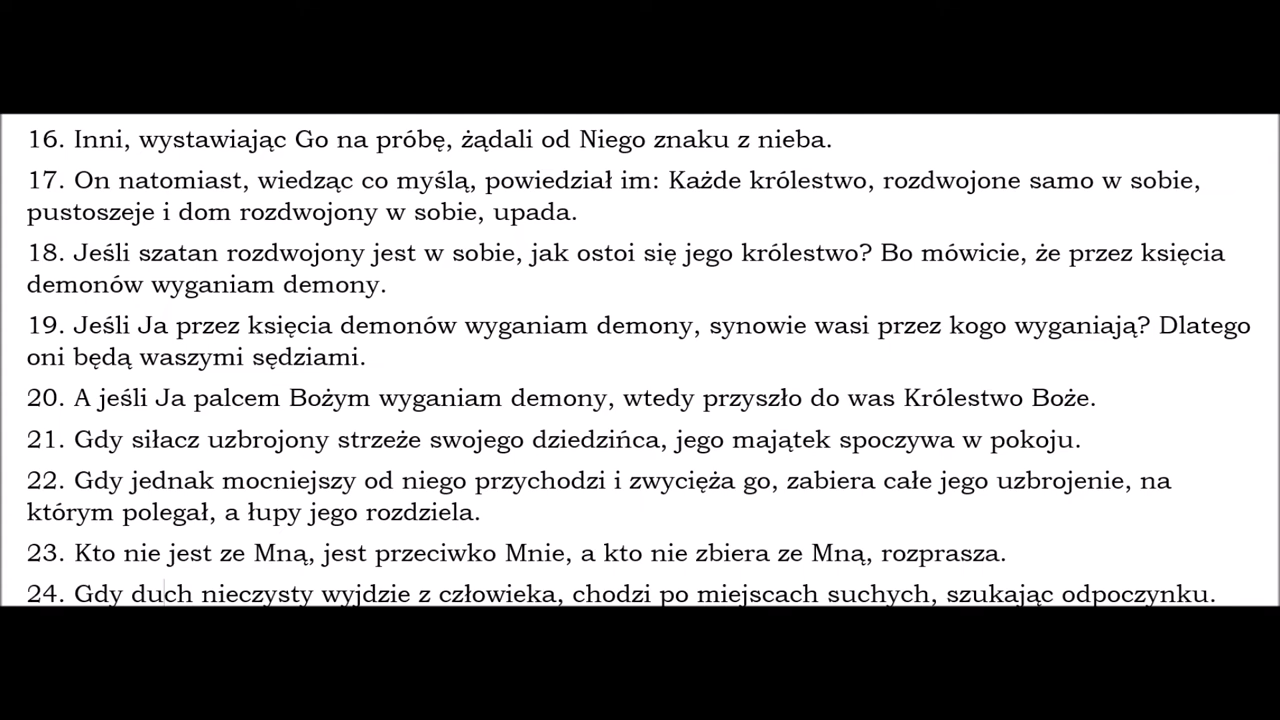 16. Inni, wystawiając Go na próbę, żądali od Niego znaku z nieba.
17. On natomiast, wiedząc co myślą, powiedział im: Każde królestwo, rozdwojone samo w sobie,
pustoszeje i dom rozdwojony w sobie, upada.
18. Jeśli szatan rozdwojony jest w sobie, jak ostoi się jego królestwo? Bo mówicie, że przez księcia
demonów wyganiam demony.
19. Jeśli Ja przez księcia demonów wyganiam demony, synowie wasi przez kogo wyganiają? Dlatego
oni będą waszymi sędziami.
20. A jeśli Ja palcem Bożym wyganiam demony, wtedy przyszło do was Królestwo Boże.
21. Gdy siłacz uzbrojony strzeże swojego dziedzińca, jego majątek spoczywa w pokoju.
22. Gdy jednak mocniejszy od niego przychodzi i zwycięża go, zabiera całe jego uzbrojenie, na
którym polegał, a łupy jego rozdziela.
23. Kto nie jest ze Mną, jest przeciwko Mnie, a kto nie zbiera ze Mną, rozprasza.
24. Gdy duch nieczysty wyjdzie z człowieka, chodzi po miejscach suchych, szukając odpoczynku.